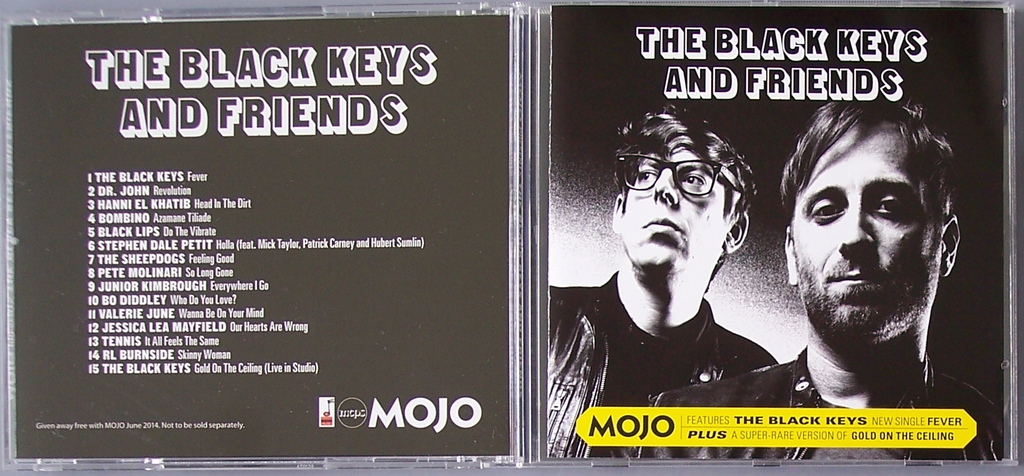 THE BLACK KEYS
AND FRIENDS
1 THE BLACK KEYS Fever
2 DR. JOHN Revolution
3 HANNI EL KHATIB Head In The Dirt
4 BOMBINO Azamane Tiliade
5 BLACK LIPS Do The Vibrate
6 STEPHEN DALE PETIT Holla (feat. Mick Taylor, Patrick Carney and Hubert Sumlin)
7 THE SHEEPDOGS Feeling Good
8 PETE MOLINARI So Long Gone
9 JUNIOR KIMBROUGH Everywhere I Go
10 BO DIDDLEY Who Do You Love?
11 VALERIE JUNE Wanna Be On Your Mind
12 JESSICA LEA MAYFIELD Our Hearts Are Wrong
13 TENNIS It All Feels The Same
14 RL BURNSIDE Skinny Woman
15 THE BLACK KEYS Gold On The Ceiling (Live in Studio)
Given away free with MOJO June 2014. Not to be sold separately.
mcps MOJO
THE BLACK KEYS
AND FRIENDS
MOJO
FEATURES THE BLACK KEYS NEW SINGLE FEVER
PLUS A SUPER-RARE VERSION OF GOLD ON THE CEILING